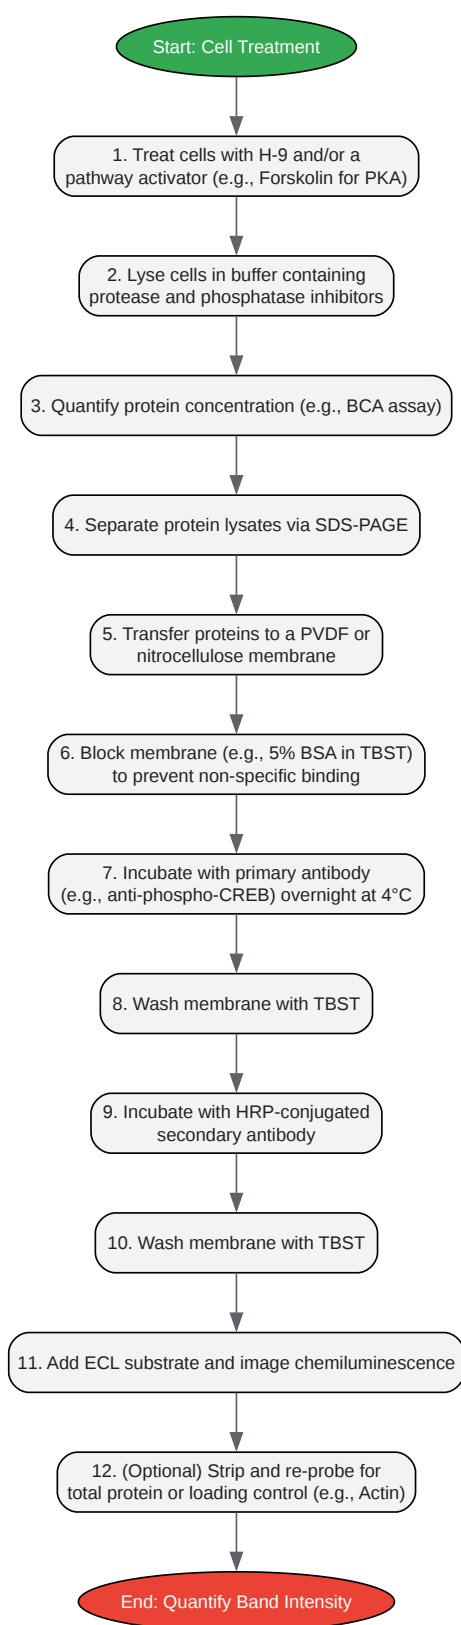 Start: Cell Treatment
1. Treat cells with H-9 and/or a
pathway activator (e.g., Forskolin for PKA)
2. Lyse cells in buffer containing
protease and phosphatase inhibitors
3. Quantify protein concentration (e.g., BCA assay)
4. Separate protein lysates via SDS-PAGE
5. Transfer proteins to a PVDF or
nitrocellulose membrane
6. Block membrane (e.g., 5% BSA in TBST)
to prevent non-specific binding
7. Incubate with primary antibody
(e.g., anti-phospho-CREB) overnight at 4°C
8. Wash membrane with TBST
9. Incubate with HRP-conjugated
secondary antibody
10. Wash membrane with TBST
11. Add ECL substrate and image chemiluminescence
12. (Optional) Strip and re-probe for
total protein or loading control (e.g., Actin)
End: Quantify Band Intensity